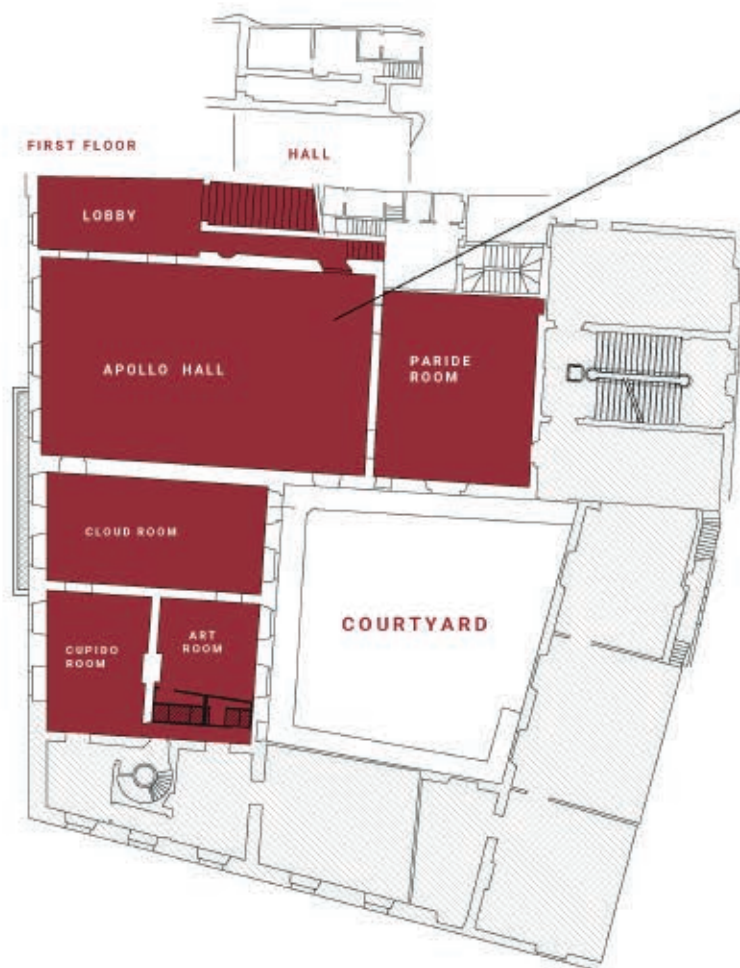 FIRST FLOOR
HALL
LOBBY
APOLLO HALL
PARIDE
ROOM
CLOUD ROOM
COURTYARD
CUPIDO
ROOM
ART
ROOM